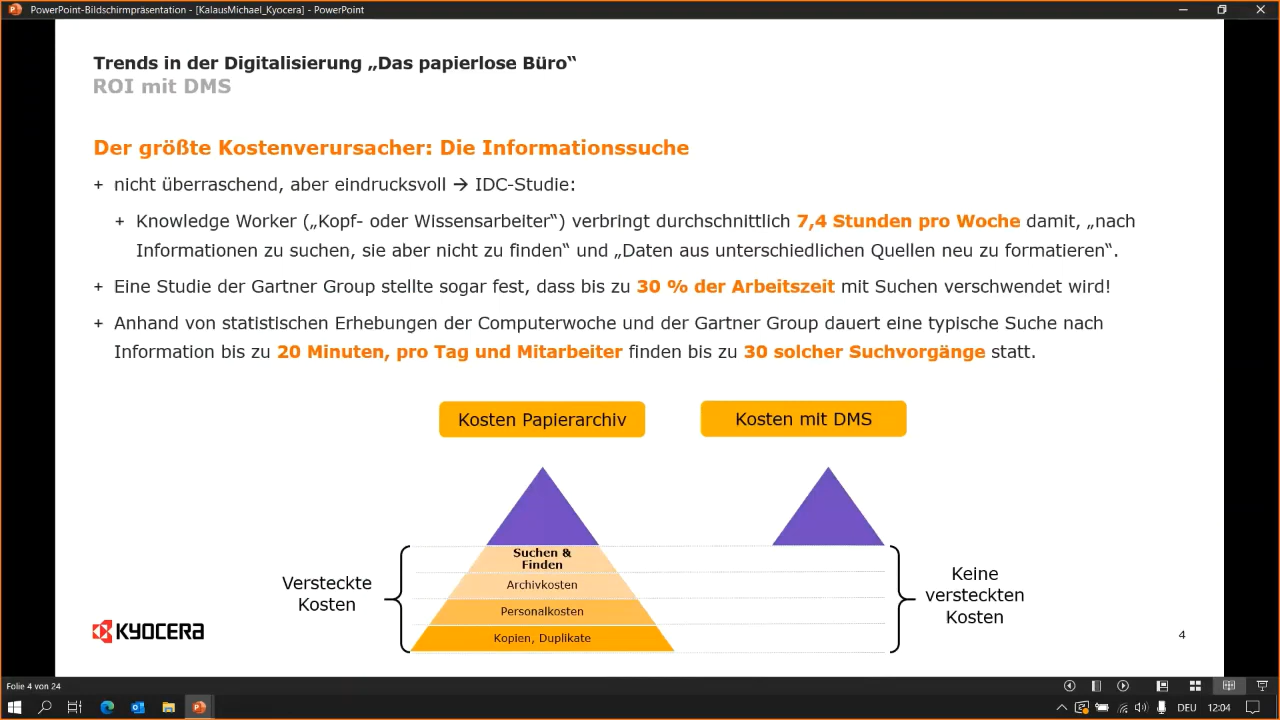 PowerPoint-Bildschirmpräsentation - [KalausMichael_Kyocera] - PowerPoint
Trends in der Digitalisierung „Das papierlose Büro“
ROI mit DMS
Der größte Kostenverursacher: Die Informationssuche
+ nicht überraschend, aber eindrucksvoll → IDC-Studie:
+ Knowledge Worker („Kopf- oder Wissensarbeiter“) verbringt durchschnittlich 7,4 Stunden pro Woche damit, „nach
Informationen zu suchen, sie aber nicht zu finden“ und „Daten aus unterschiedlichen Quellen neu zu formatieren“.
+ Eine Studie der Gartner Group stellte sogar fest, dass bis zu 30 % der Arbeitszeit mit Suchen verschwendet wird!
+ Anhand von statistischen Erhebungen der Computerwoche und der Gartner Group dauert eine typische Suche nach
Information bis zu 20 Minuten, pro Tag und Mitarbeiter finden bis zu 30 solcher Suchvorgänge statt.
Kosten Papierarchiv
Kosten mit DMS
Suchen &
Finden
Archivkosten
Personalkosten
Kopien, Duplikate
Versteckte
Kosten
Keine
versteckten
Kosten
KYOCERA
4
Folie 4 von 24
DEU
12:04